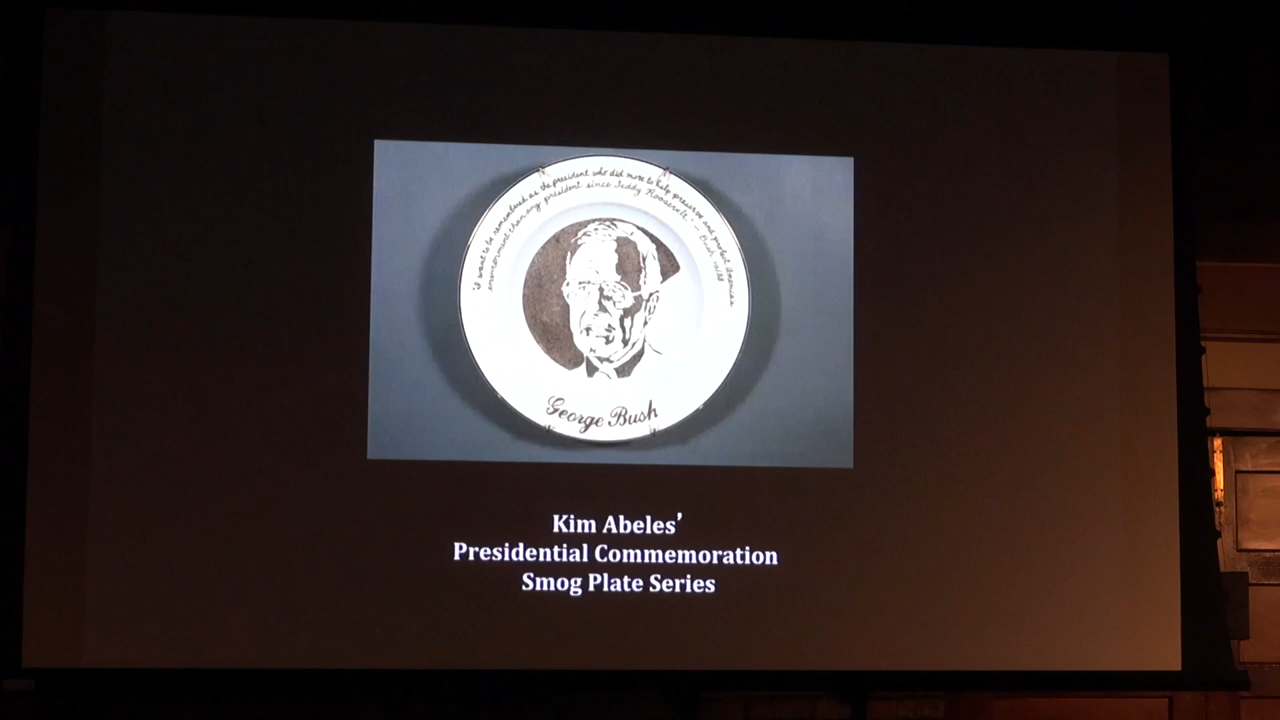 "I want to be remembered as the president who did more to help preserve and protect America's
environment than any president since Teddy Roosevelt." - Bush,
George Bush
Kim Abeles’
Presidential Commemoration
Smog Plate Series